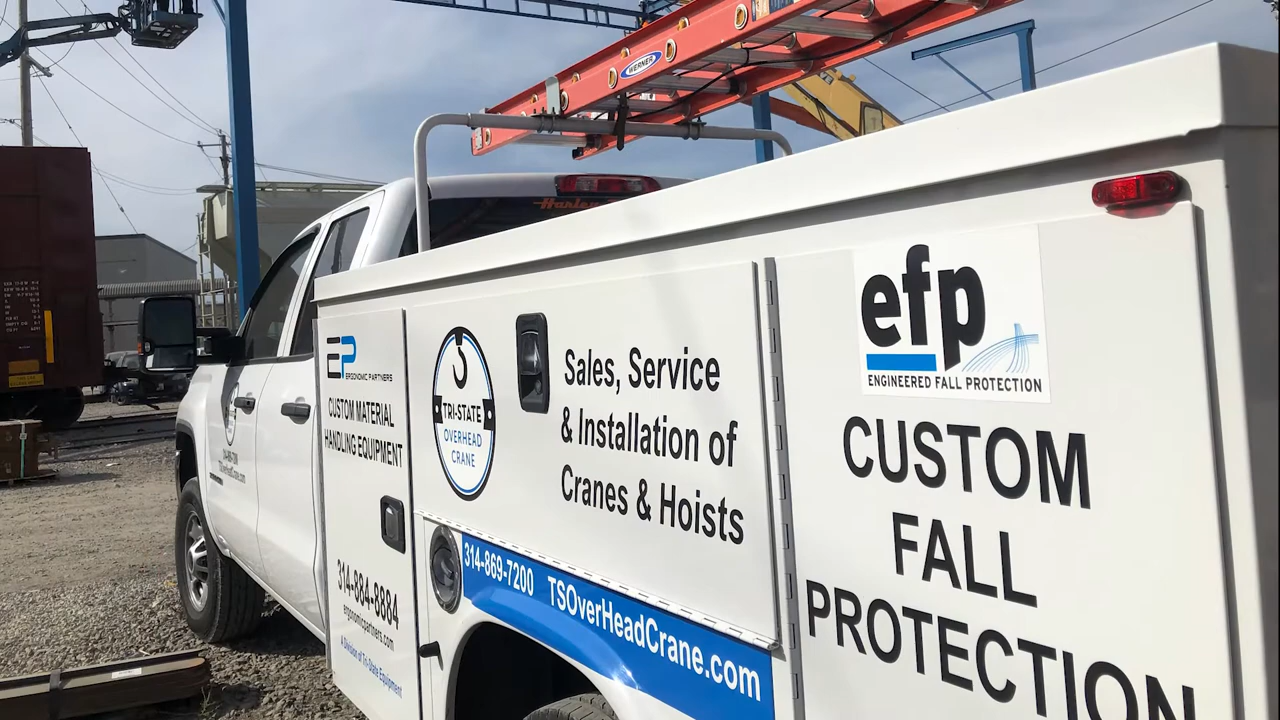 WERNER
Harley
EP
ERGONOMIC PARTNERS
CUSTOM MATERIAL
HANDLING EQUIPMENT
314-884-8884
ergonomicpartners.com
A Division of Tri-State Equipment
TRI-STATE
OVERHEAD
CRANE
Sales, Service
& Installation of
Cranes & Hoists
314-869-7200 TSOverHeadCrane.com
efp
ENGINEERED FALL PROTECTION
CUSTOM
FALL
PROTECTION